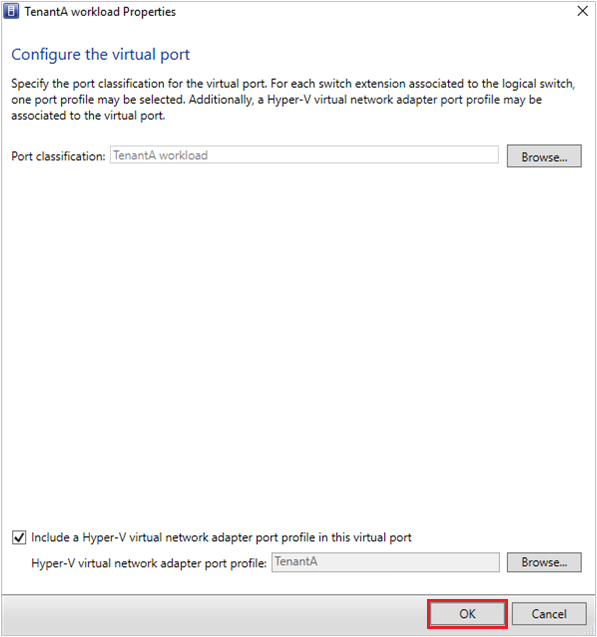 TenantA workload Properties
Configure the virtual port
Specify the port classification for the virtual port. For each switch extension associated to the logical switch,
one port profile may be selected. Additionally, a Hyper-V virtual network adapter port profile may be
associated to the virtual port.
Port classification: TenantA workload Browse...
Include a Hyper-V virtual network adapter port profile in this virtual port
Hyper-V virtual network adapter port profile: TenantA Browse...
OK Cancel